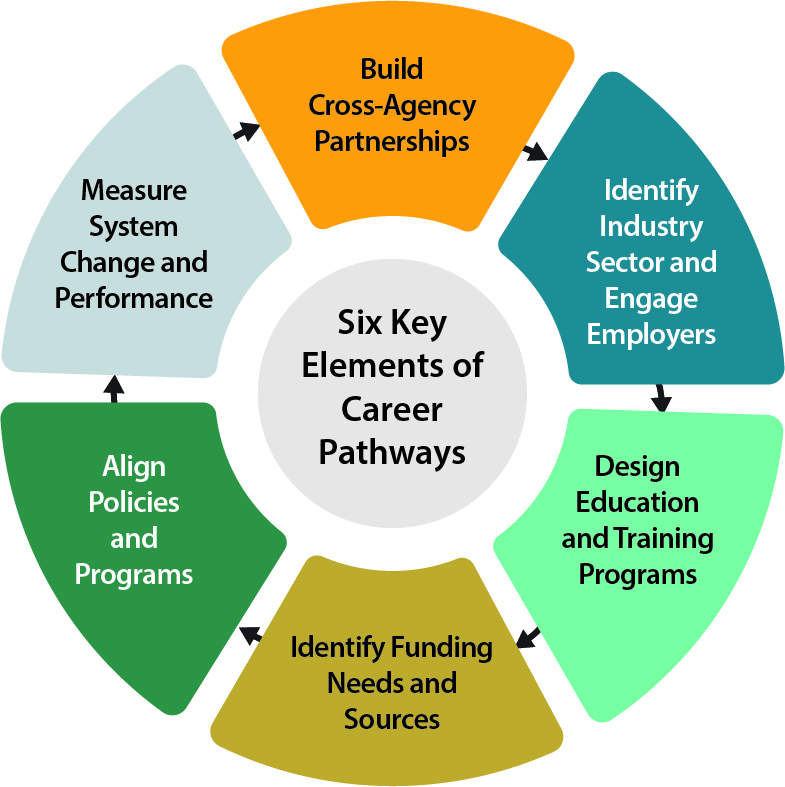 Build
Cross-Agency
Partnerships
Identify
Industry
Sector and
Engage
Employers
Design
Education
and Training
Programs
Identify Funding
Needs and
Sources
Align
Policies
and
Programs
Measure
System
Change and
Performance
Six Key
Elements of
Career
Pathways